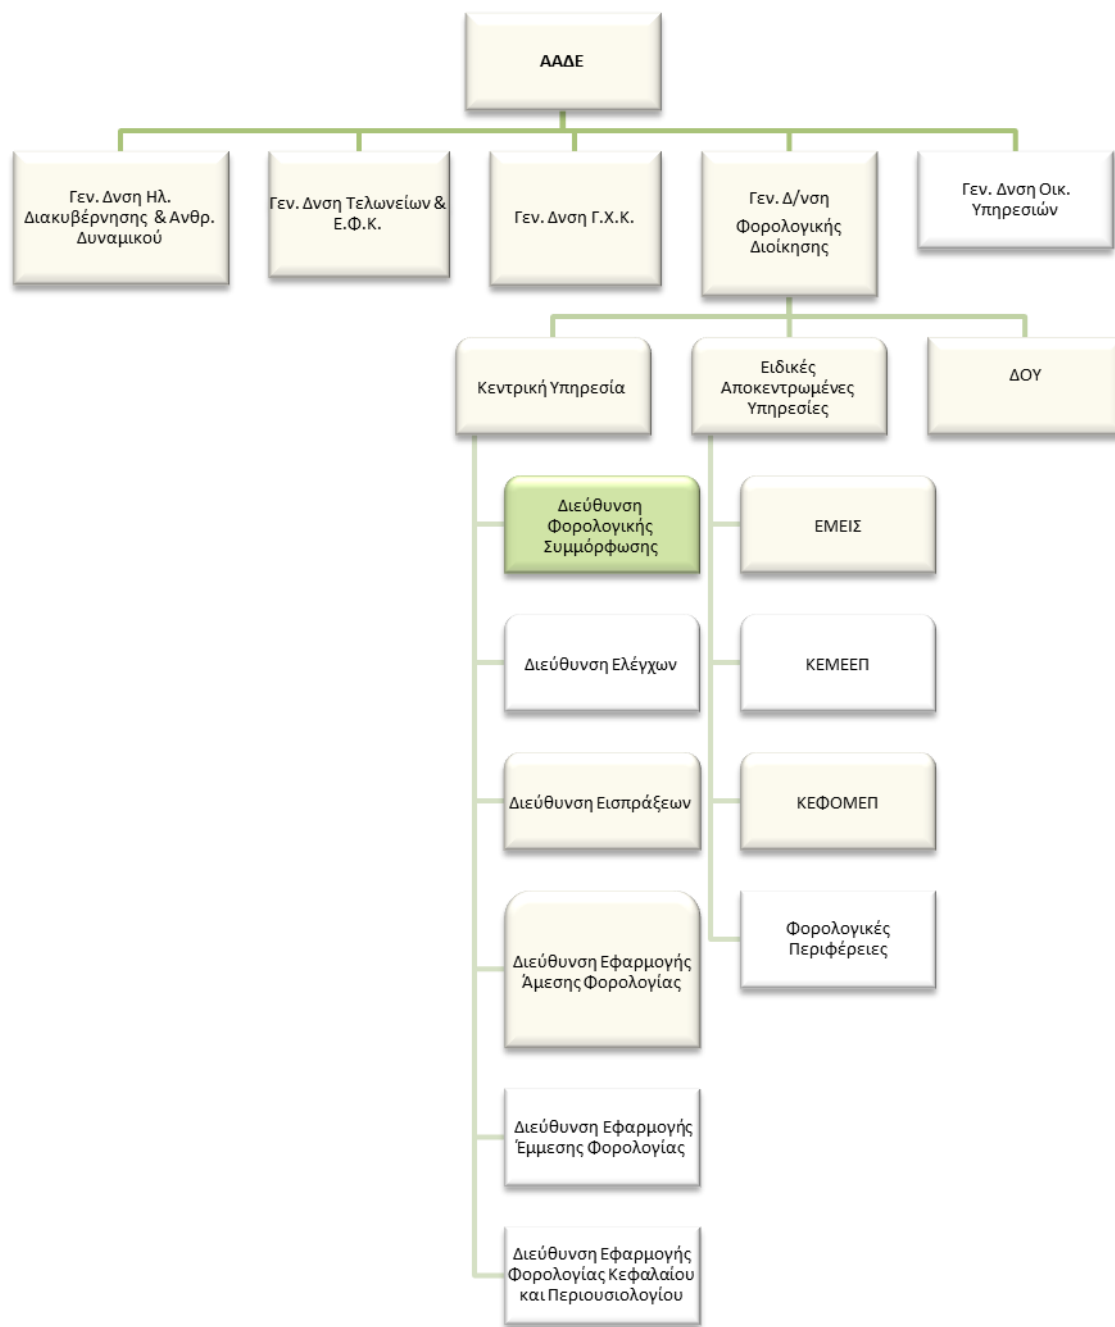 ΑΑΔΕ
Γεν. Δνση Ηλ.
Διακυβέρνησης & Ανθρ.
Δυναμικού
Γεν. Δνση Τελωνείων &
Ε.Φ.Κ.
Γεν. Δνση Γ.Χ.Κ.
Γεν. Δ/νση
Φορολογικής
Διοίκησης
Γεν. Δνση Οικ.
Υπηρεσιών
Κεντρική Υπηρεσία
Ειδικές
Αποκεντρωμένες
Υπηρεσίες
ΔΟΥ
Διεύθυνση
Φορολογικής
Συμμόρφωσης
Διεύθυνση Ελέγχων
Διεύθυνση Εισπράξεων
Διεύθυνση Εφαρμογής
Άμεσης Φορολογίας
Διεύθυνση Εφαρμογής
Έμμεσης Φορολογίας
Διεύθυνση Εφαρμογής
Φορολογίας Κεφαλαίου
και Περιουσιολογίου
ΕΜΕΙΣ
ΚΕΜΕΕΠ
ΚΕΦΟΜΕΠ
Φορολογικές
Περιφέρειες